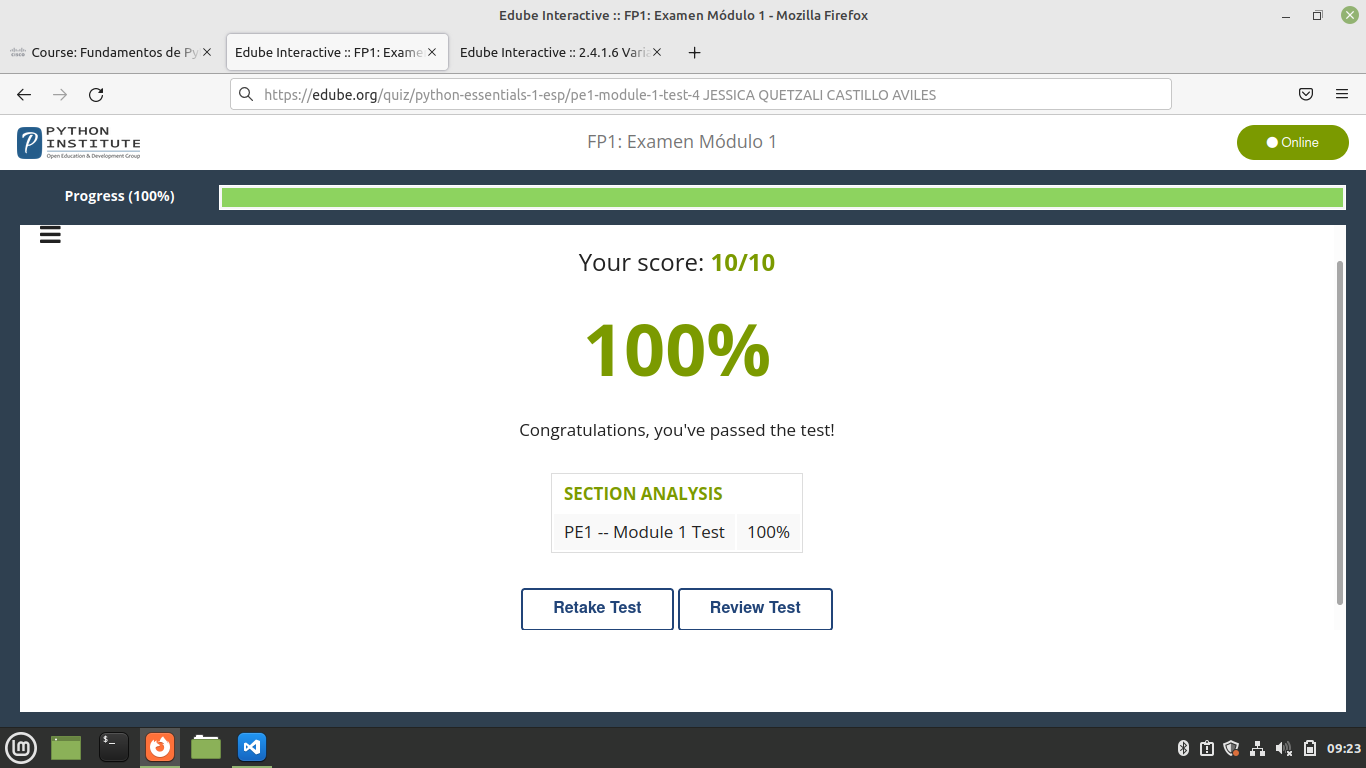 Edube Interactive :: FP1: Examen Módulo 1 - Mozilla Firefox
cisco Course: Fundamentos de Py
Edube Interactive :: FP1: Exame
Edube Interactive :: 2.4.1.6 Varia
https://edube.org/quiz/python-essentials-1-esp/pe1-module-1-test-4 JESSICA QUETZALI CASTILLO AVILES
PYTHON
INSTITUTE
Open Education & Development Group
FP1: Examen Módulo 1
Online
Progress (100%)
Your score: 10/10
100%
Congratulations, you've passed the test!
SECTION ANALYSIS
PE1 -- Module 1 Test 100%
Retake Test
Review Test
09:23